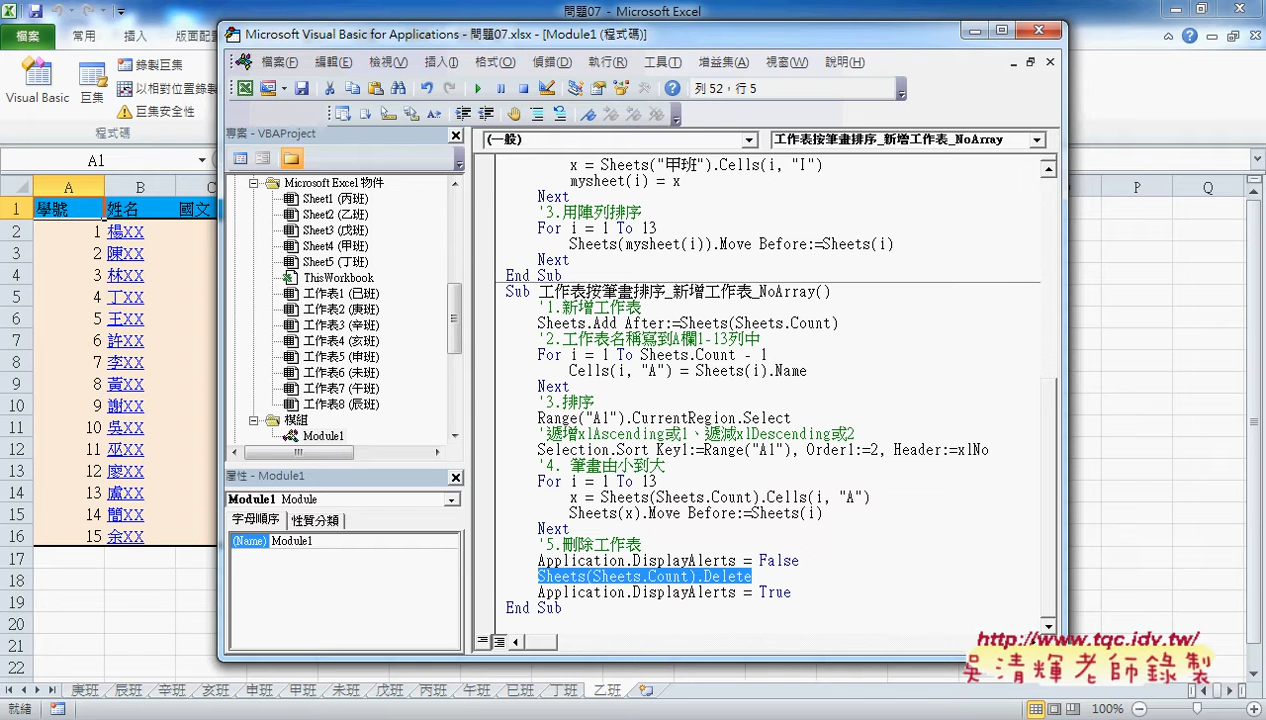 問題07 - Microsoft Excel
檔案 常用 插入 版面配
Visual Basic 巨集 錄製巨集
以相對位置錄製
巨集安全性
程式碼
A1
Microsoft Visual Basic for Applications - 問題07.xlsx - [Module1 (程式碼)]
檔案(F) 編輯(E) 檢視(V) 插入(I) 格式(O) 偵錯(D) 執行(R) 工具(T) 增益集(A) 視窗(W) 說明(H)
列 52，行 5
專案 - VBAProject
Microsoft Excel 物件
Sheet1 (丙班)
Sheet2 (乙班)
Sheet3 (戊班)
Sheet4 (甲班)
Sheet5 (丁班)
ThisWorkbook
工作表1 (已班)
工作表2 (庚班)
工作表3 (辛班)
工作表4 (亥班)
工作表5 (申班)
工作表6 (未班)
工作表7 (午班)
工作表8 (辰班)
模組
Module1
屬性 - Module1
Module1 Module
字母順序 性質分類
(Name) Module1
(一般) 工作表按筆畫排序_新增工作表_NoArray
x = Sheets("甲班").Cells(i, "I")
mysheet(i) = x
Next
'3.用陣列排序
For i = 1 To 13
Sheets(mysheet(i)).Move Before:=Sheets(i)
Next
End Sub
Sub 工作表按筆畫排序_新增工作表_NoArray()
'1.新增工作表
Sheets.Add After:=Sheets(Sheets.Count)
'2.工作表名稱寫到A欄1-13列中
For i = 1 To Sheets.Count - 1
Cells(i, "A") = Sheets(i).Name
Next
'3.排序
Range("A1").CurrentRegion.Select
'遞增xlAscending或1、遞減xlDescending或2
Selection.Sort Key1:=Range("A1"), Order1:=2, Header:=xlNo
'4. 筆畫由小到大
For i = 1 To 13
x = Sheets(Sheets.Count).Cells(i, "A")
Sheets(x).Move Before:=Sheets(i)
Next
'5.刪除工作表
Application.DisplayAlerts = False
Sheets(Sheets.Count).Delete
Application.DisplayAlerts = True
End Sub
A B C P Q
1 學號 姓名 國文
2 1 楊XX
3 2 陳XX
4 3 林XX
5 4 丁XX
6 5 王XX
7 6 許XX
8 7 李XX
9 8 黃XX
10 9 謝XX
11 10 吳XX
12 11 巫XX
13 12 廖XX
14 13 盧XX
15 14 簡XX
16 15 余XX
17
18
19
20
21
22
http://www.tqc.idv.tw/
吳清輝老師錄製
庚班 辰班 辛班 亥班 申班 甲班 未班 戊班 丙班 午班 已班 丁班 乙班
就緒 100%